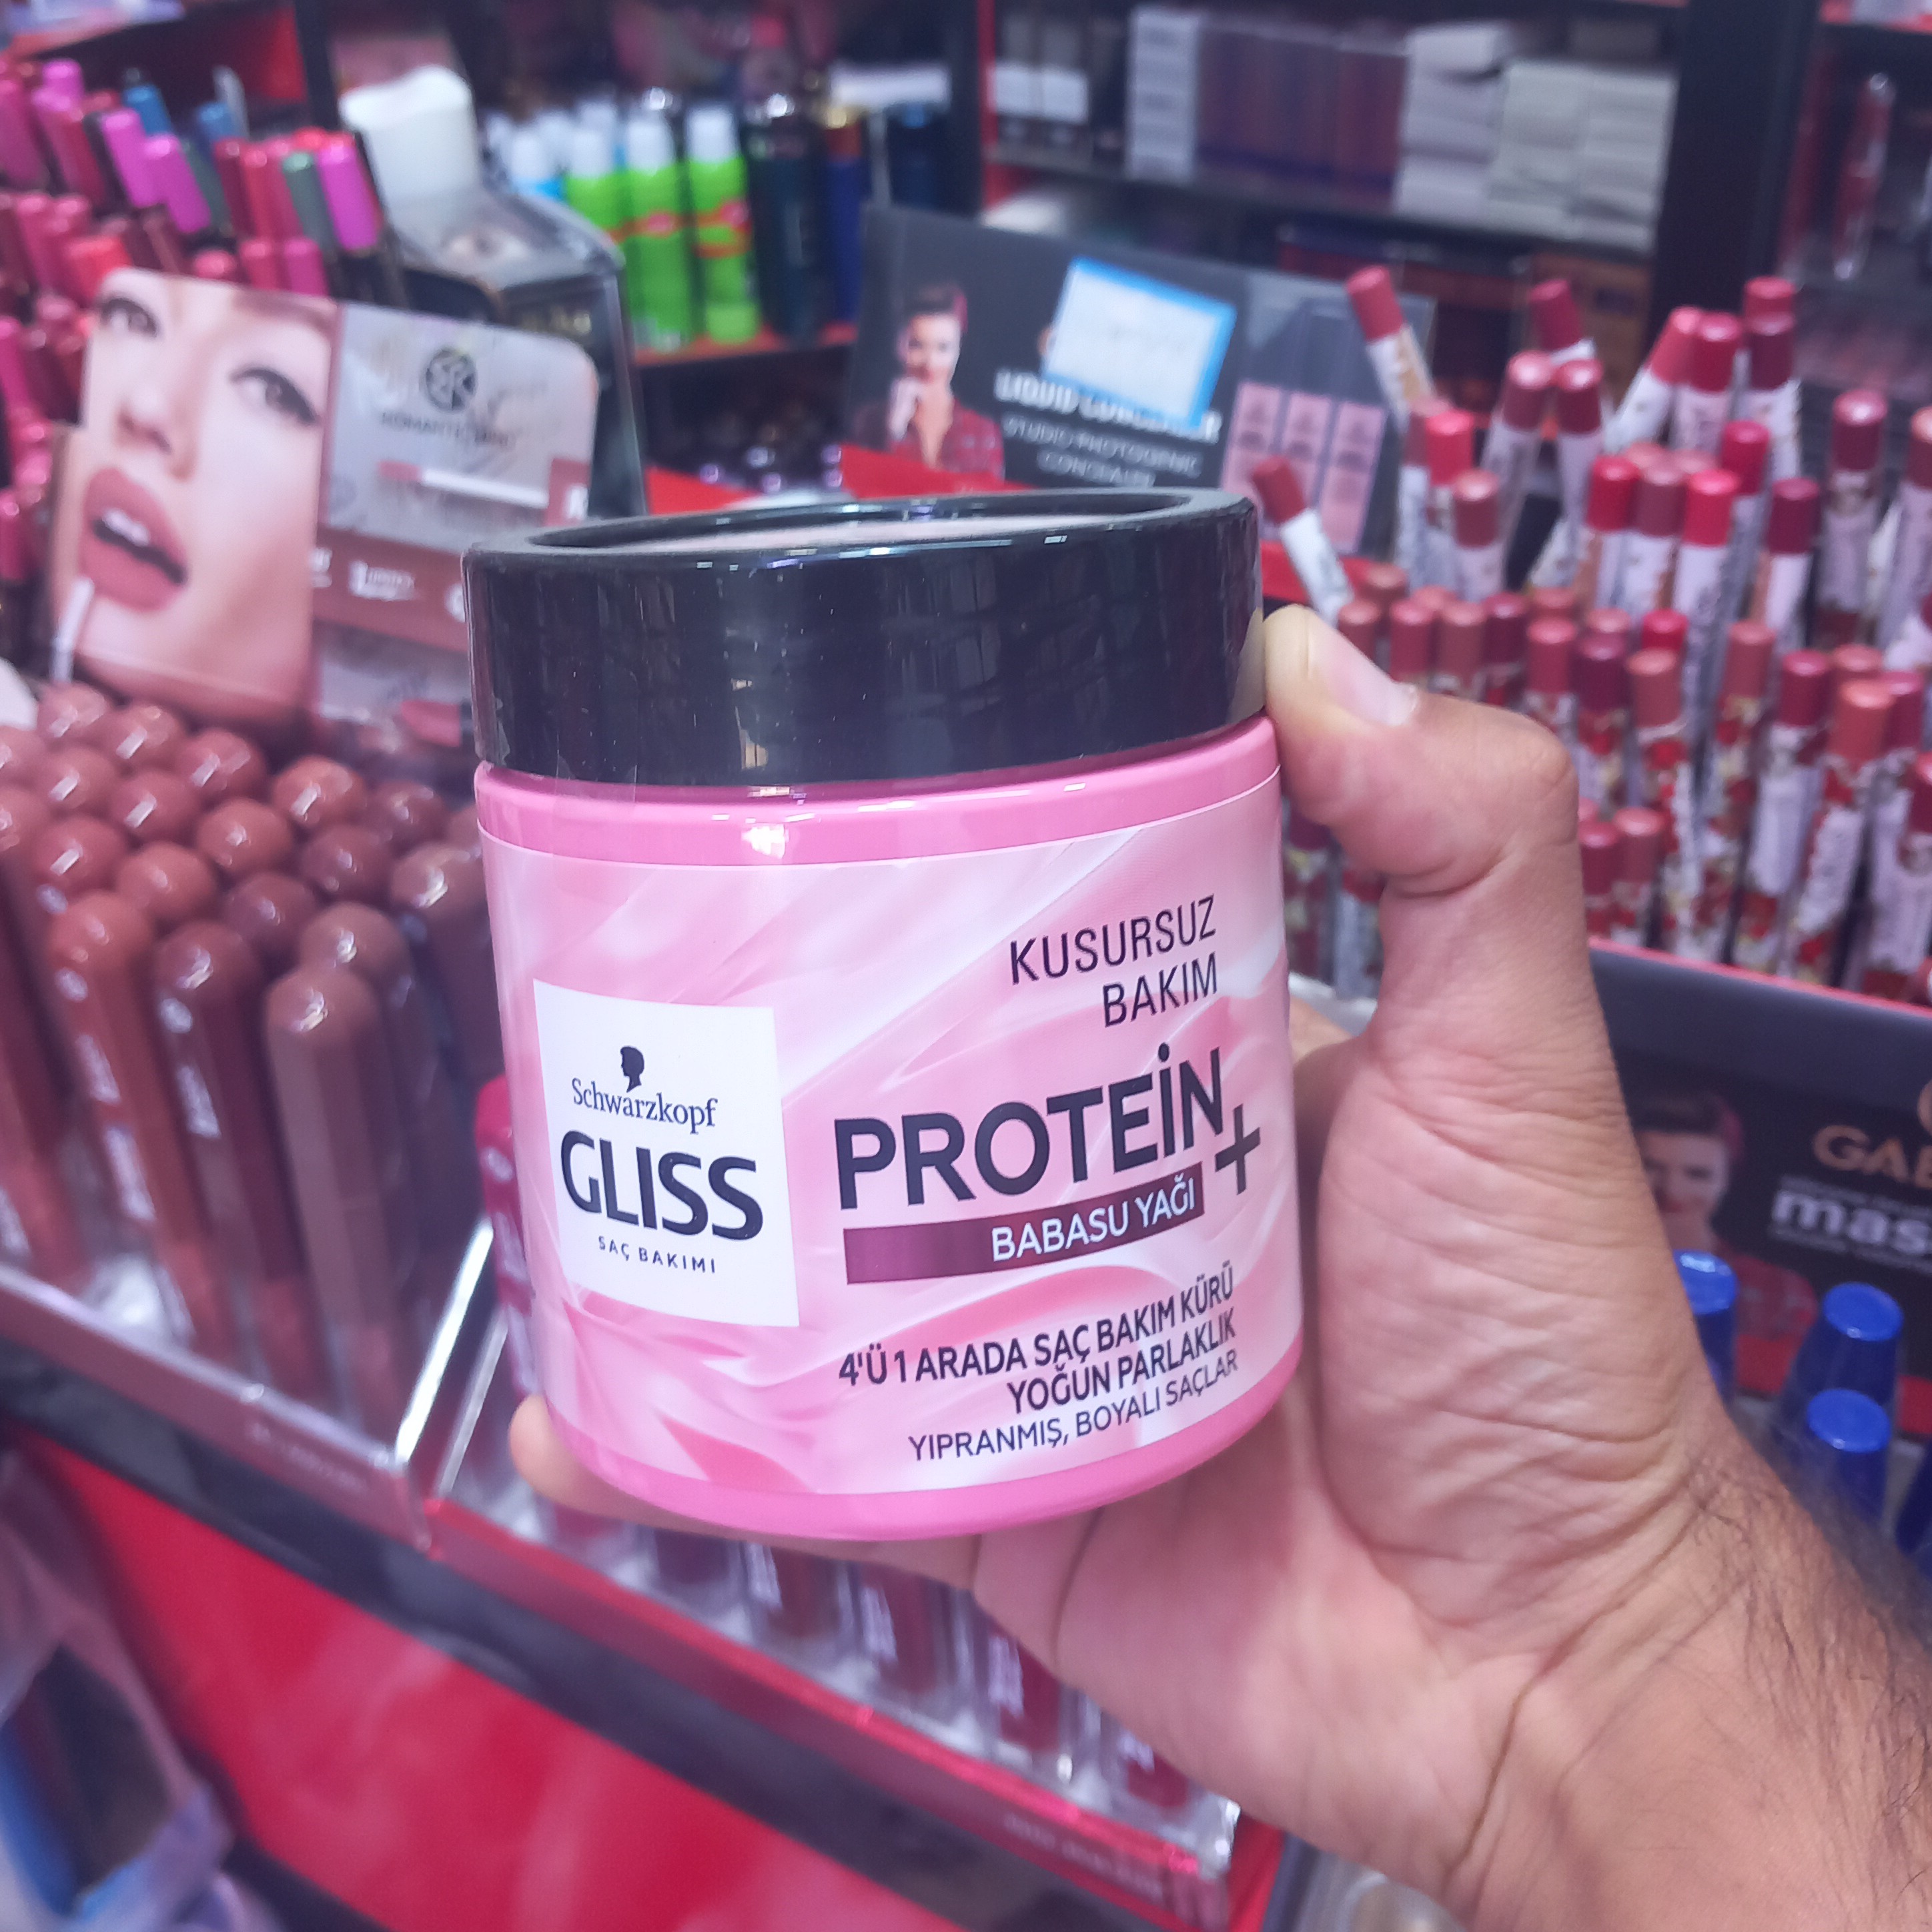 LIQUID
STUDIO PHOTOGENIC
CONCEALER
KUSURSUZ
BAKIM
PROTEİN+
BABASU YAĞI
4'Ü 1 ARADA SAÇ BAKIM KÜRÜ
YOĞUN PARLAKLIK
YIPRANMIŞ, BOYALI SAÇLAR
Schwarzkopf
GLISS
SAÇ BAKIMI